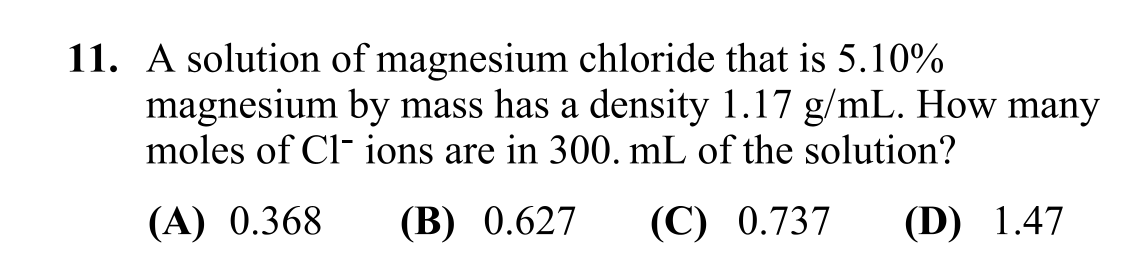 11. A solution of magnesium chloride that is 5.10%
magnesium by mass has a density 1.17 g/mL. How many
moles of Cl⁻ ions are in 300. mL of the solution?
(A) 0.368 (B) 0.627 (C) 0.737 (D) 1.47